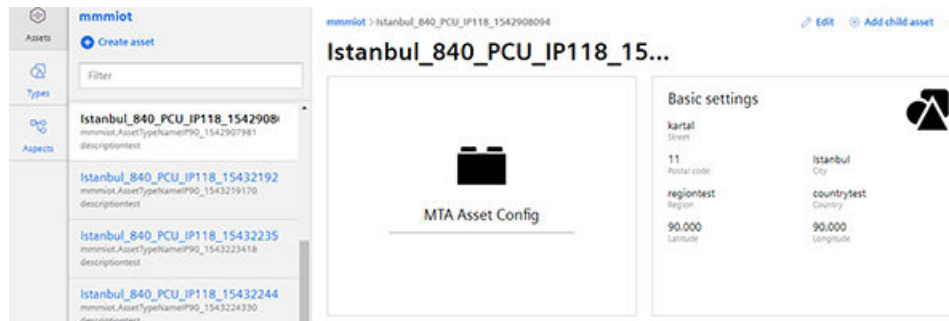 Assets
Types
Aspects
mmmiot
Create asset
Filter
Istanbul_840_PCU_IP118_1542908
mmmiot.AssetTypeNameIP90_1542907981
descriptiontest
Istanbul_840_PCU_IP118_15432192
mmmiot.AssetTypeNameIP90_1543219170
descriptiontest
Istanbul_840_PCU_IP118_15432235
mmmiot.AssetTypeNameIP90_1543223418
descriptiontest
Istanbul_840_PCU_IP118_15432244
mmmiot.AssetTypeNameIP90_1543224330
descriptiontest
mmmiot > Istanbul_840_PCU_IP118_1542908094
Edit
Add child asset
Istanbul_840_PCU_IP118_15...
MTA Asset Config
Basic settings
kartal
Street
11
Postal code
Istanbul
City
regiontest
Region
countrytest
Country
90.000
Latitude
90.000
Longitude